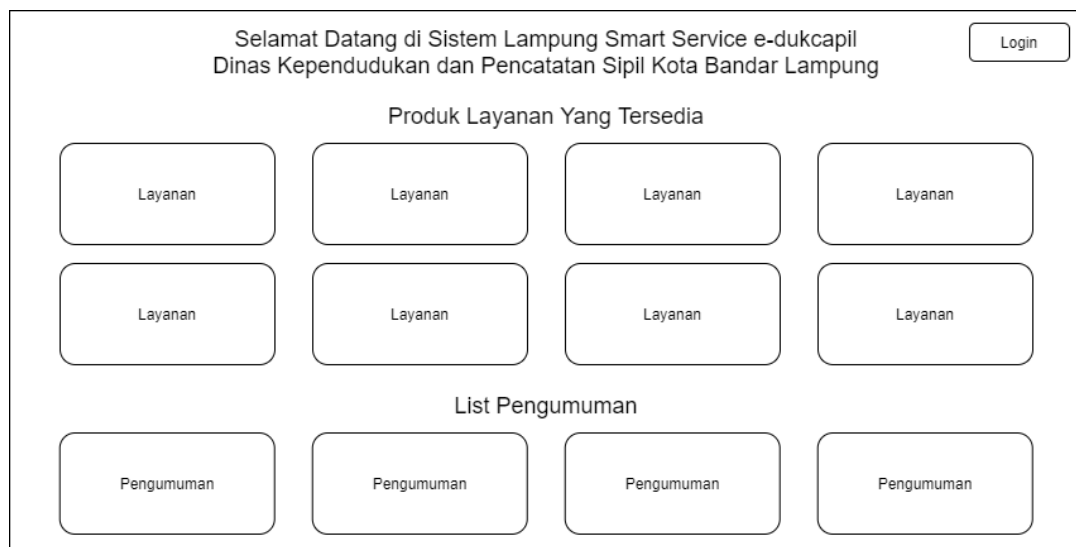 Selamat Datang di Sistem Lampung Smart Service e-dukcapil
Dinas Kependudukan dan Pencatatan Sipil Kota Bandar Lampung
Login
Produk Layanan Yang Tersedia
Layanan
Layanan
Layanan
Layanan
Layanan
Layanan
Layanan
Layanan
List Pengumuman
Pengumuman
Pengumuman
Pengumuman
Pengumuman